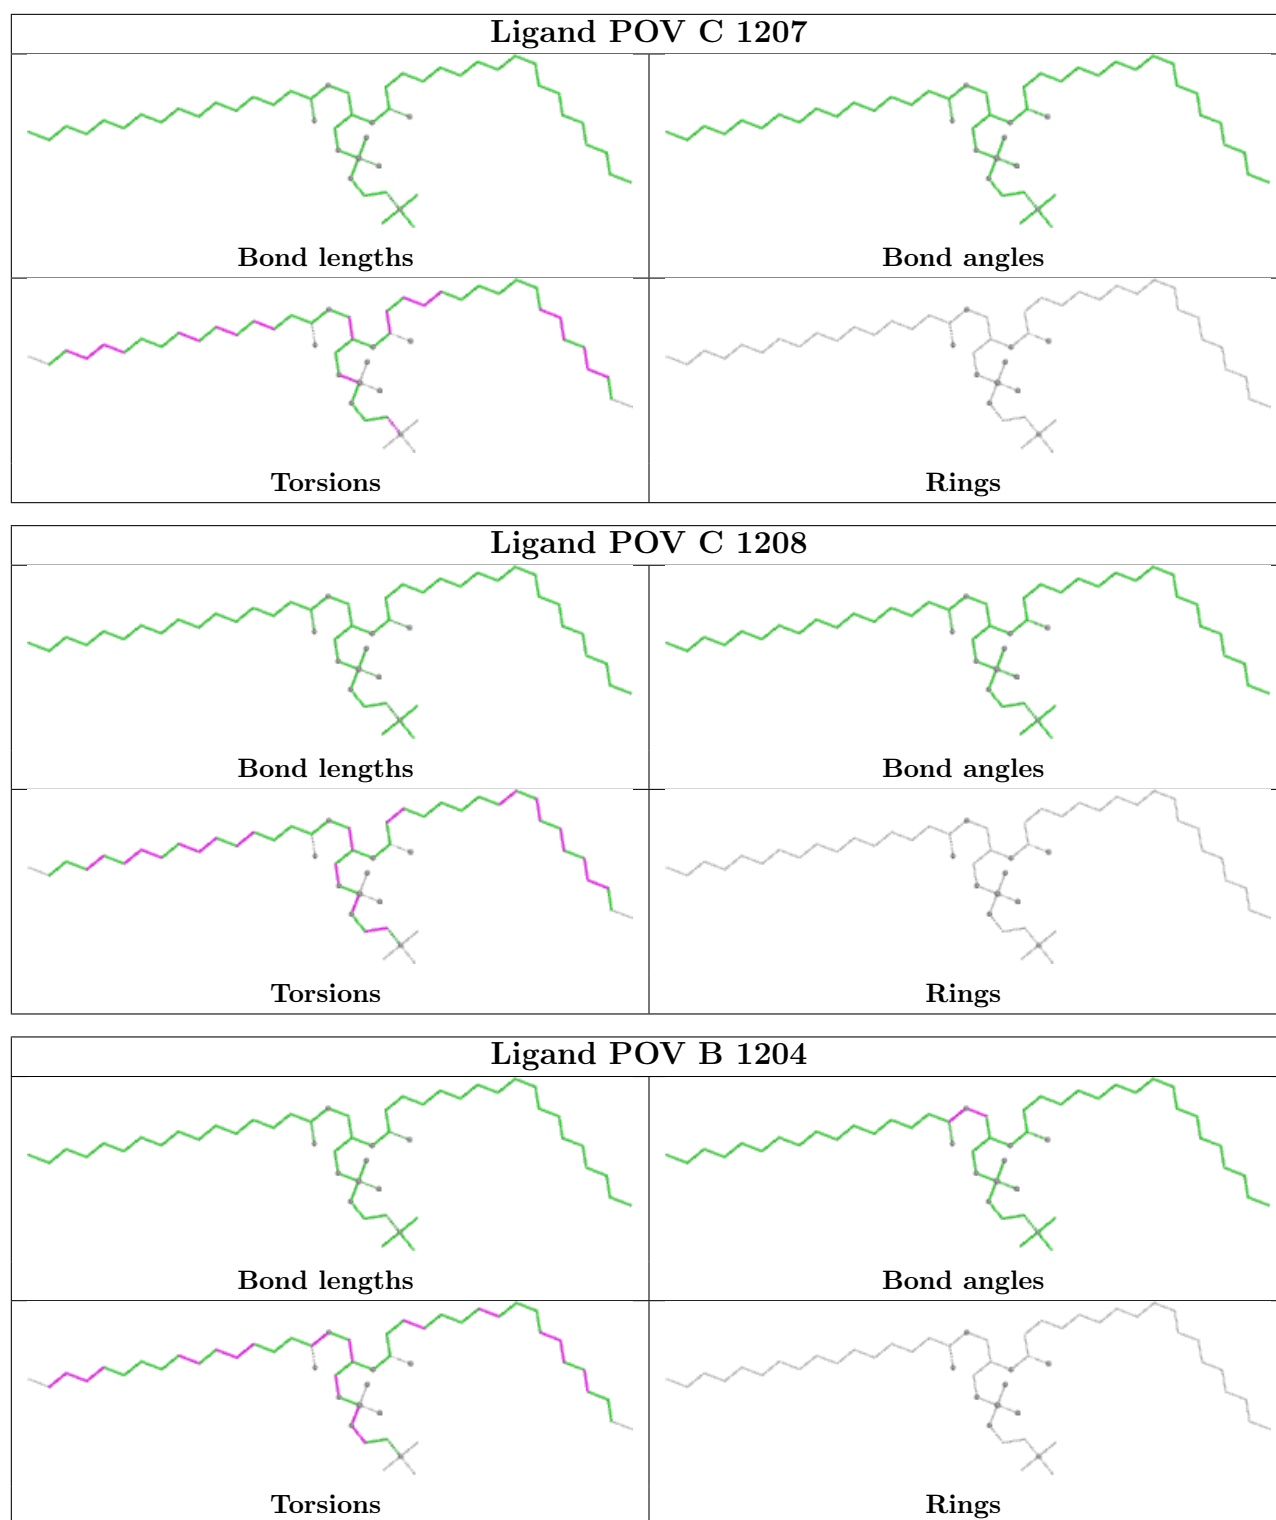 Ligand POV C 1207
Bond lengths
Bond angles
Torsions
Rings
Ligand POV C 1208
Bond lengths
Bond angles
Torsions
Rings
Ligand POV B 1204
Bond lengths
Bond angles
Torsions
Rings